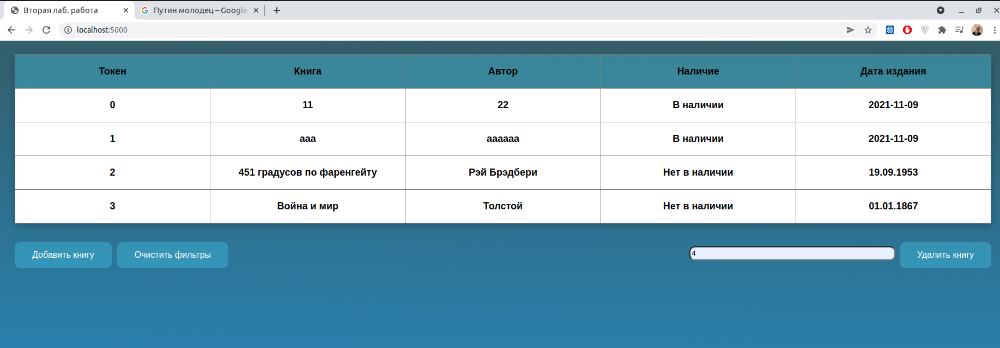 Вторая лаб. работа
Путин молодец – Google
localhost:5000
Токен Книга Автор Наличие Дата издания
0 11 22 В наличии 2021-11-09
1 ааа аааааа В наличии 2021-11-09
2 451 градусов по фаренгейту Рэй Брэдбери Нет в наличии 19.09.1953
3 Война и мир Толстой Нет в наличии 01.01.1867
Добавить книгу Очистить фильтры 4 Удалить книгу